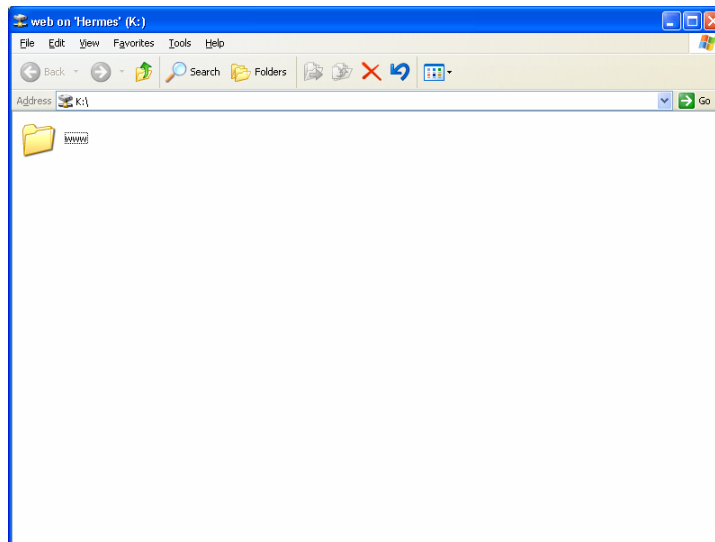 web on 'Hermes' (K:)
File Edit View Favorites Tools Help
Back Search Folders
Address K:\ Go
www